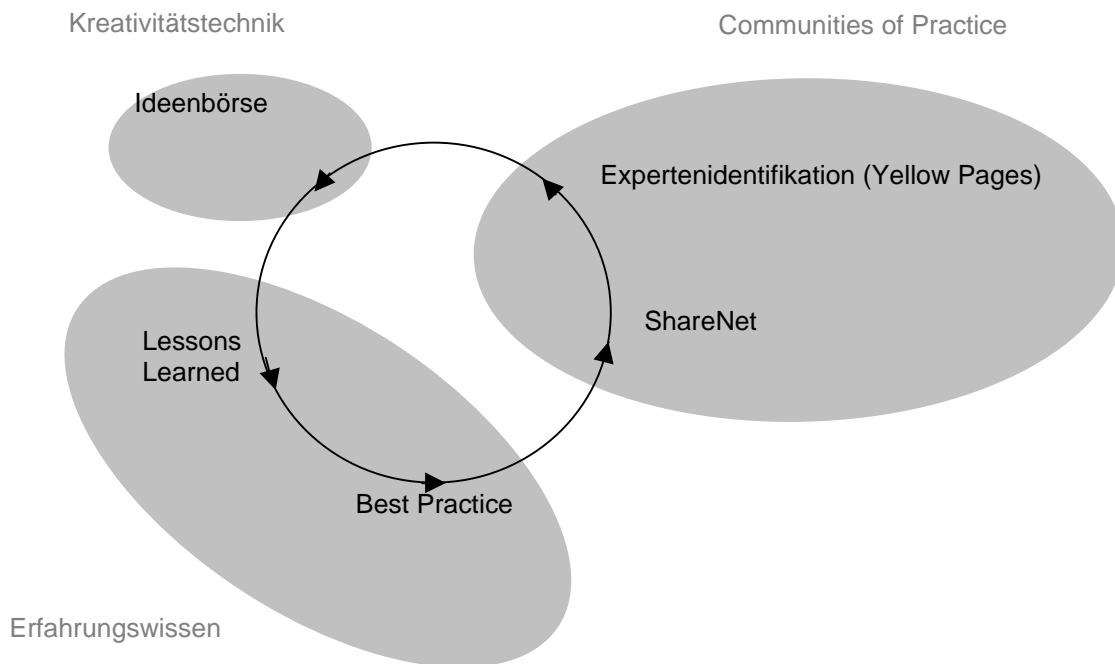 Kreativitätstechnik
Communities of Practice
Ideenbörse
Expertenidentifikation (Yellow Pages)
ShareNet
Lessons
Learned
Best Practice
Erfahrungswissen